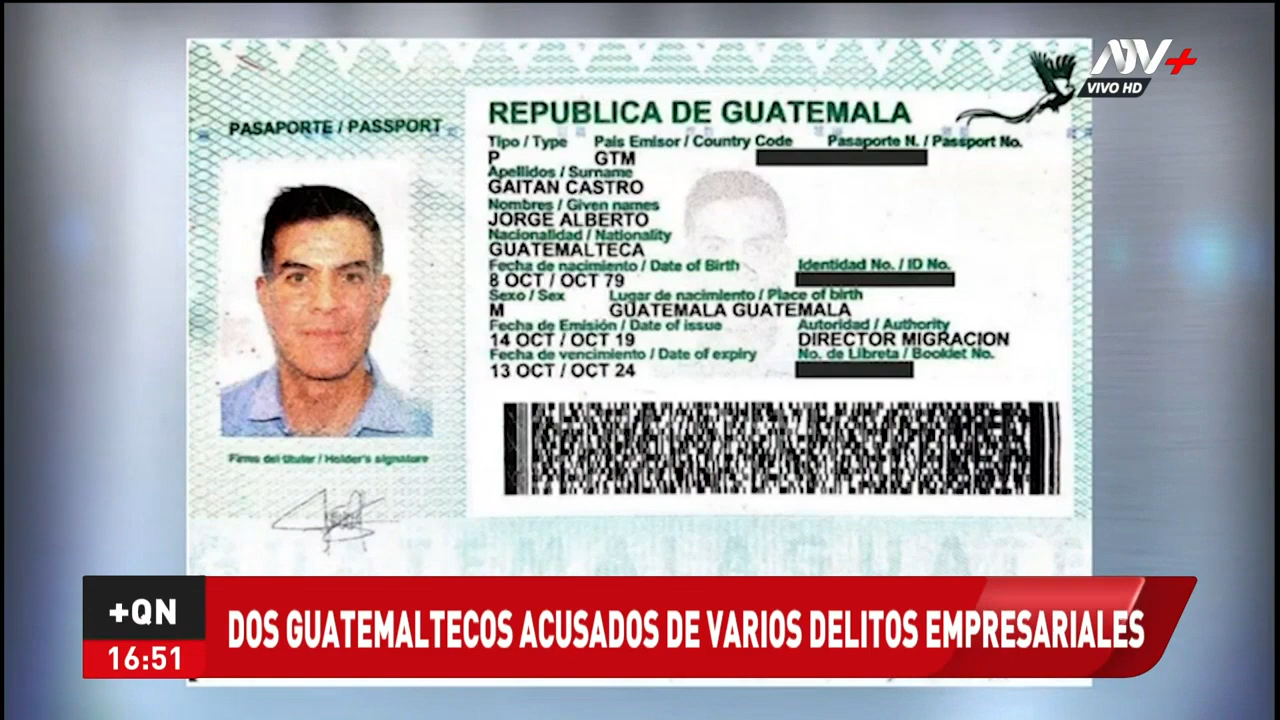 ATV+
VIVO HD
PASAPORTE / PASSPORT
REPUBLICA DE GUATEMALA
Tipo / Type País Emisor / Country Code Pasaporte N. / Passport No.
P GTM
Apellidos / Surname
GAITAN CASTRO
Nombres / Given names
JORGE ALBERTO
Nacionalidad / Nationality
GUATEMALTECA
Fecha de nacimiento / Date of Birth Identidad No. / ID No.
8 OCT / OCT 79
Sexo / Sex Lugar de nacimiento / Place of birth
M GUATEMALA GUATEMALA
Fecha de Emisión / Date of issue Autoridad / Authority
14 OCT / OCT 19 DIRECTOR MIGRACION
Fecha de vencimiento / Date of expiry No. de Libreta / Booklet No.
13 OCT / OCT 24
Firma del titular / Holder's signature
+QN
16:51
DOS GUATEMALTECOS ACUSADOS DE VARIOS DELITOS EMPRESARIALES